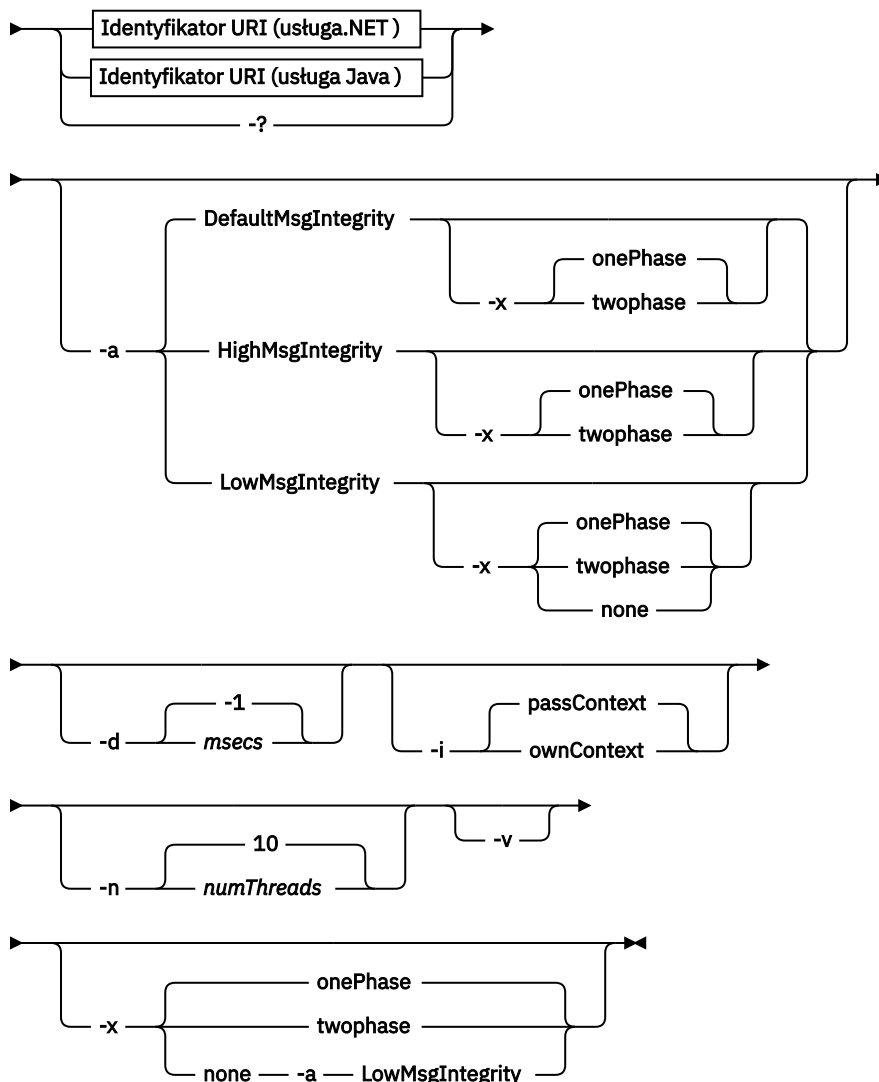 Identyfikator URI (usługa.NET )
Identyfikator URI (usługa Java )
-?
DefaultMsgIntegrity
onePhase
-x twophase
-a HighMsgIntegrity
onePhase
-x twophase
LowMsgIntegrity
onePhase
-x twophase
none
-1 passContext
-d msecs -i ownContext
10 -v
-n numThreads
onePhase
-x twophase
none -a LowMsgIntegrity